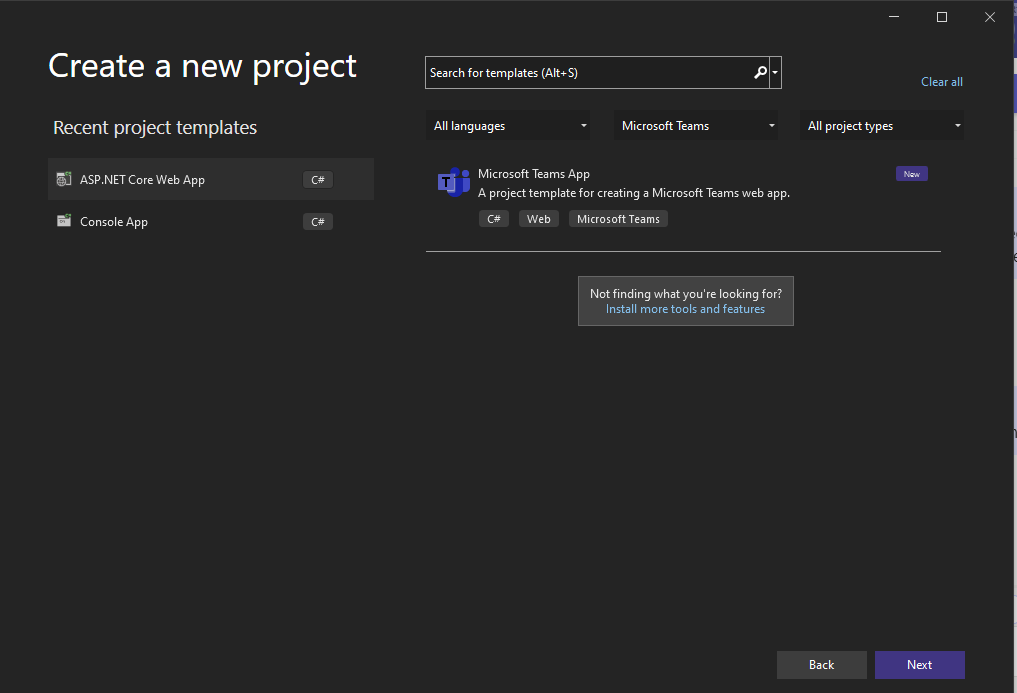 Create a new project
Search for templates (Alt+S)
Clear all
Recent project templates
All languages
Microsoft Teams
All project types
ASP.NET Core Web App
C#
Console App
C#
Microsoft Teams App
New
A project template for creating a Microsoft Teams web app.
C#
Web
Microsoft Teams
Not finding what you're looking for?
Install more tools and features
Back
Next